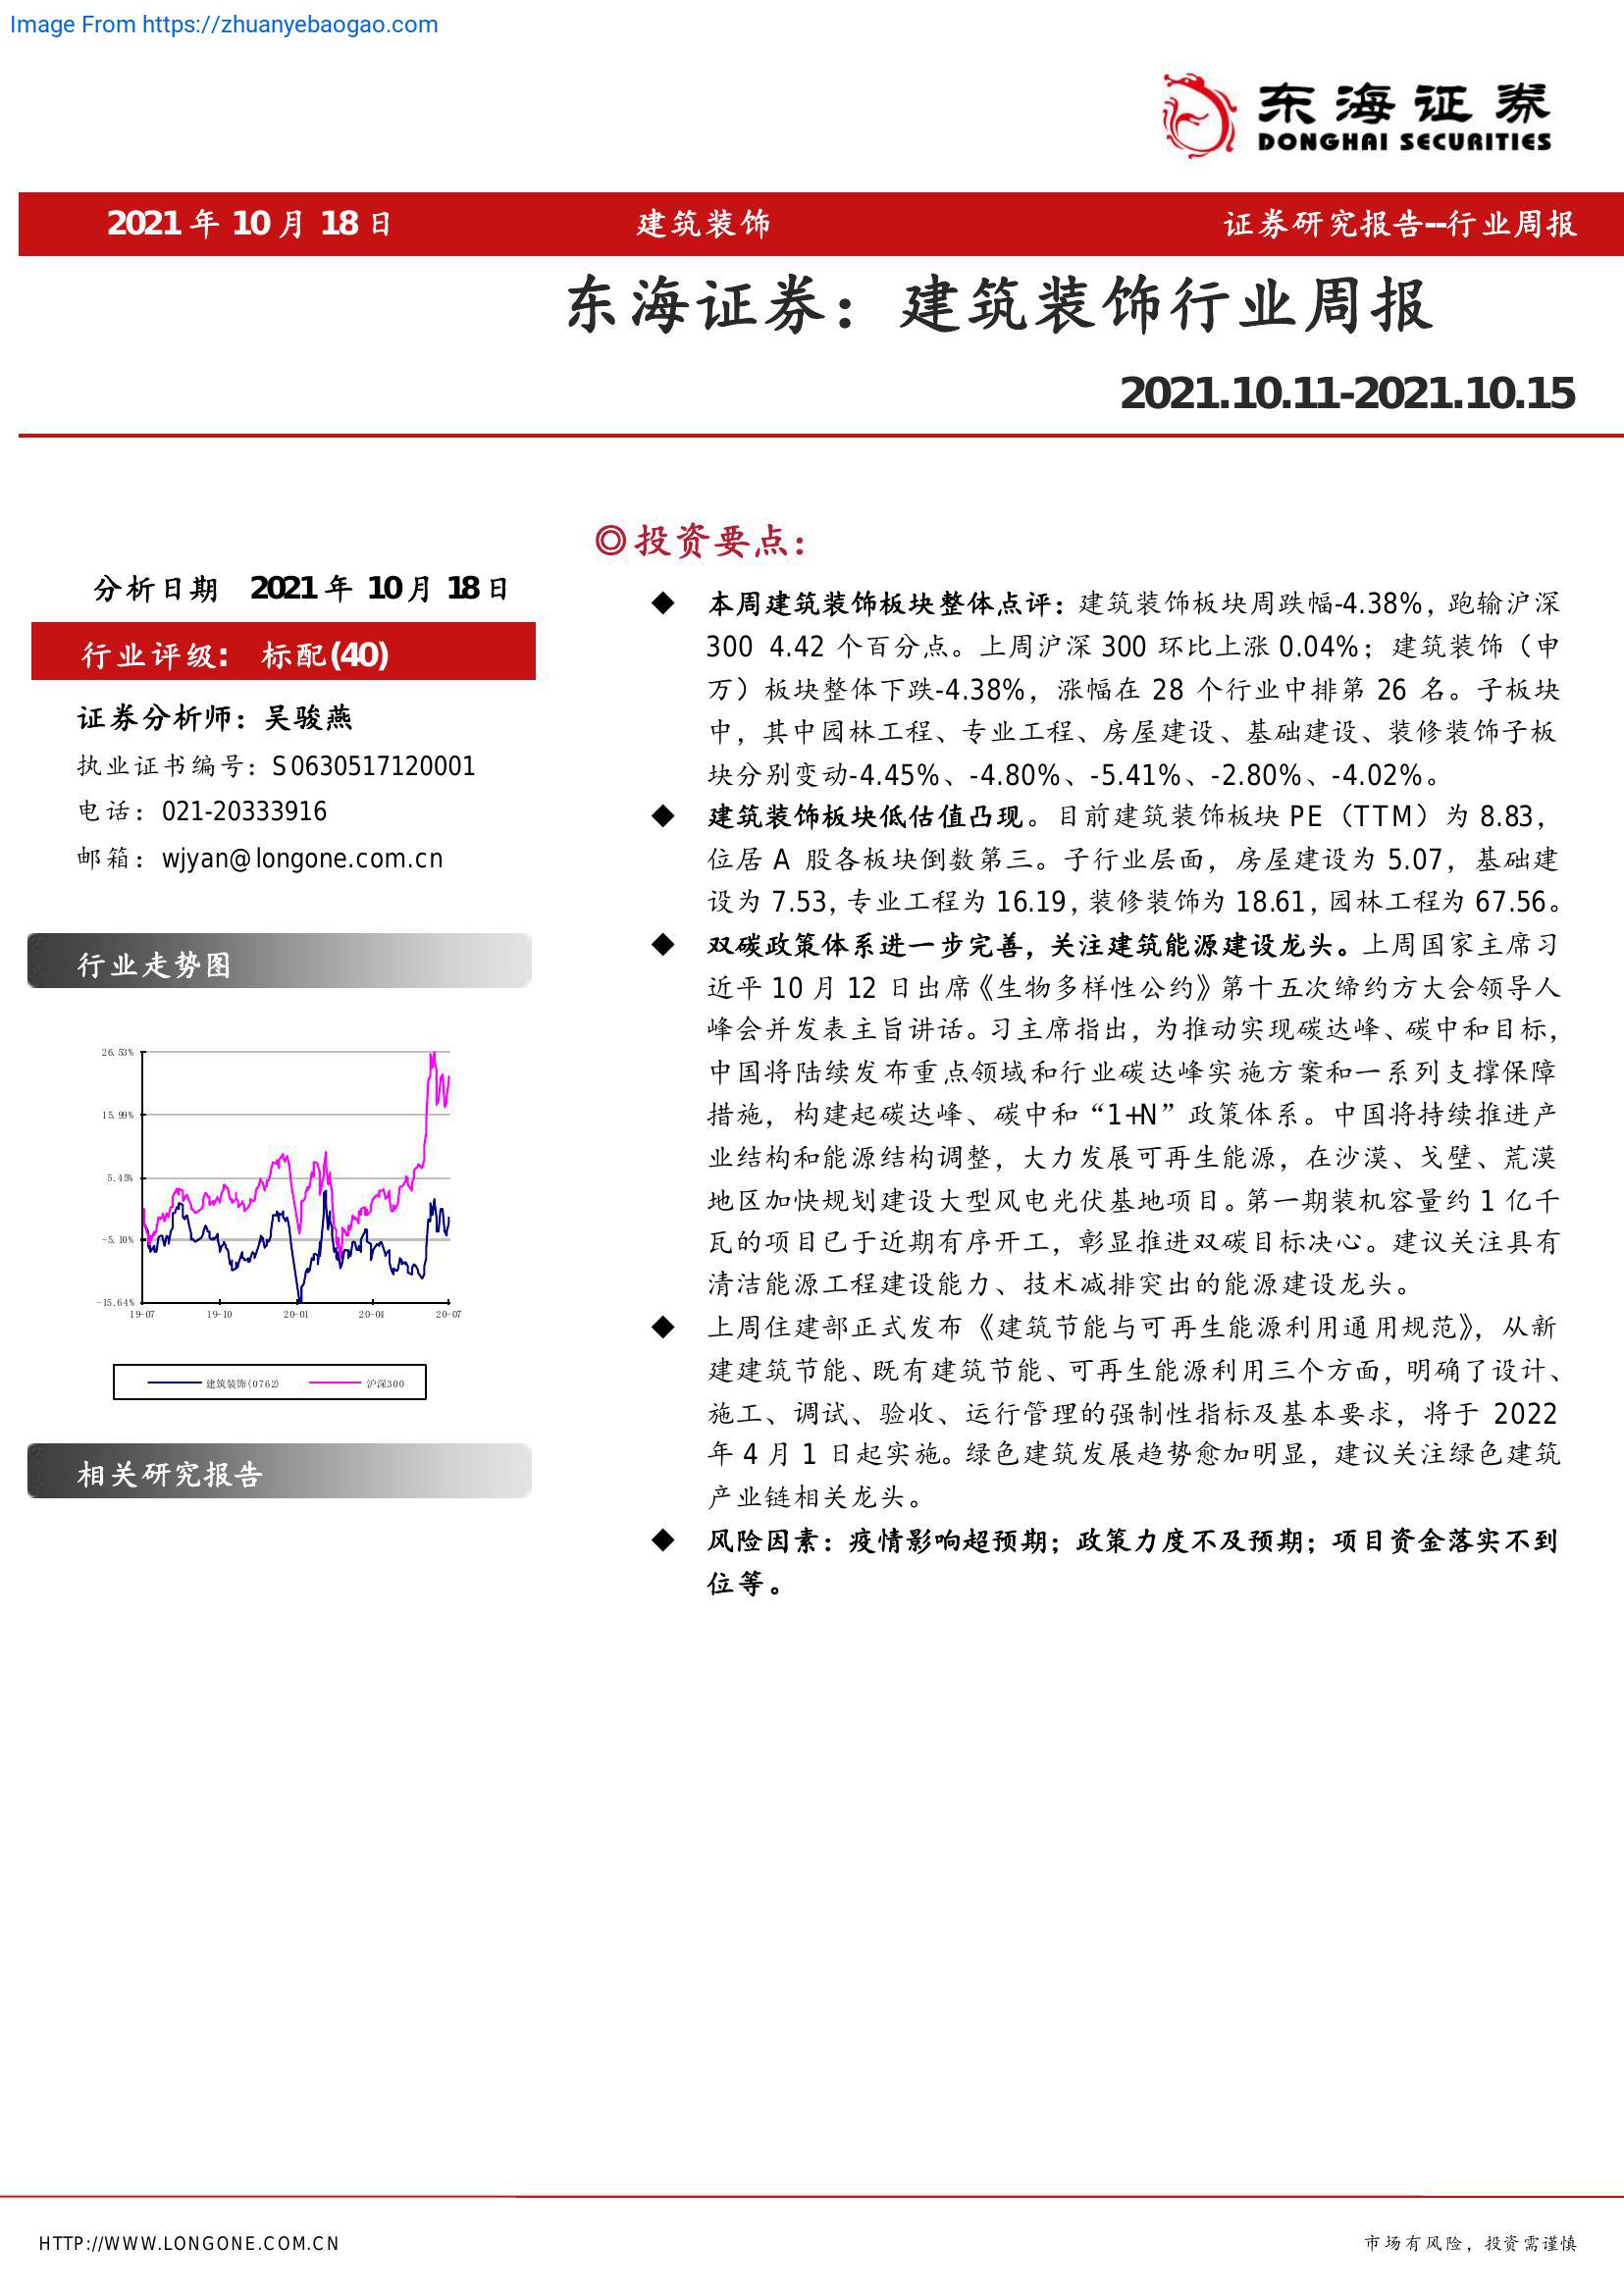 Image From https://zhuanyebaogao.com
东海证券
DONGHAI SECURITIES
2021 年 10 月 18 日 建筑装饰 证券研究报告--行业周报
东海证券：建筑装饰行业周报
2021.10.11-2021.10.15
分析日期 2021 年 10 月 18 日
行业评级： 标配(40)
证券分析师：吴骏燕
执业证书编号：S0630517120001
电话：021-20333916
邮箱：wjyan@longone.com.cn
行业走势图
26.53%
15.99%
5.43%
-5.10%
-15.64%
19-07 19-10 20-01 20-04 20-07
建筑装饰(0762) 沪深300
相关研究报告
◎投资要点：
◆ 本周建筑装饰板块整体点评：建筑装饰板块周跌幅-4.38%，跑输沪深
300 4.42 个百分点。上周沪深 300 环比上涨 0.04%；建筑装饰（申
万）板块整体下跌-4.38%，涨幅在 28 个行业中排第 26 名。子板块
中，其中园林工程、专业工程、房屋建设、基础建设、装修装饰子板
块分别变动-4.45%、-4.80%、-5.41%、-2.80%、-4.02%。
◆ 建筑装饰板块低估值凸现。目前建筑装饰板块 PE（TTM）为 8.83，
位居 A 股各板块倒数第三。子行业层面，房屋建设为 5.07，基础建
设为 7.53，专业工程为 16.19，装修装饰为 18.61，园林工程为 67.56。
◆ 双碳政策体系进一步完善，关注建筑能源建设龙头。上周国家主席习
近平 10 月 12 日出席《生物多样性公约》第十五次缔约方大会领导人
峰会并发表主旨讲话。习主席指出，为推动实现碳达峰、碳中和目标，
中国将陆续发布重点领域和行业碳达峰实施方案和一系列支撑保障
措施，构建起碳达峰、碳中和“1+N”政策体系。中国将持续推进产
业结构和能源结构调整，大力发展可再生能源，在沙漠、戈壁、荒漠
地区加快规划建设大型风电光伏基地项目。第一期装机容量约 1 亿千
瓦的项目已于近期有序开工，彰显推进双碳目标决心。建议关注具有
清洁能源工程建设能力、技术减排突出的能源建设龙头。
◆ 上周住建部正式发布《建筑节能与可再生能源利用通用规范》，从新
建建筑节能、既有建筑节能、可再生能源利用三个方面，明确了设计、
施工、调试、验收、运行管理的强制性指标及基本要求，将于 2022
年 4 月 1 日起实施。绿色建筑发展趋势愈加明显，建议关注绿色建筑
产业链相关龙头。
◆ 风险因素：疫情影响超预期；政策力度不及预期；项目资金落实不到
位等。
HTTP://WWW.LONGONE.COM.CN 市场有风险，投资需谨慎